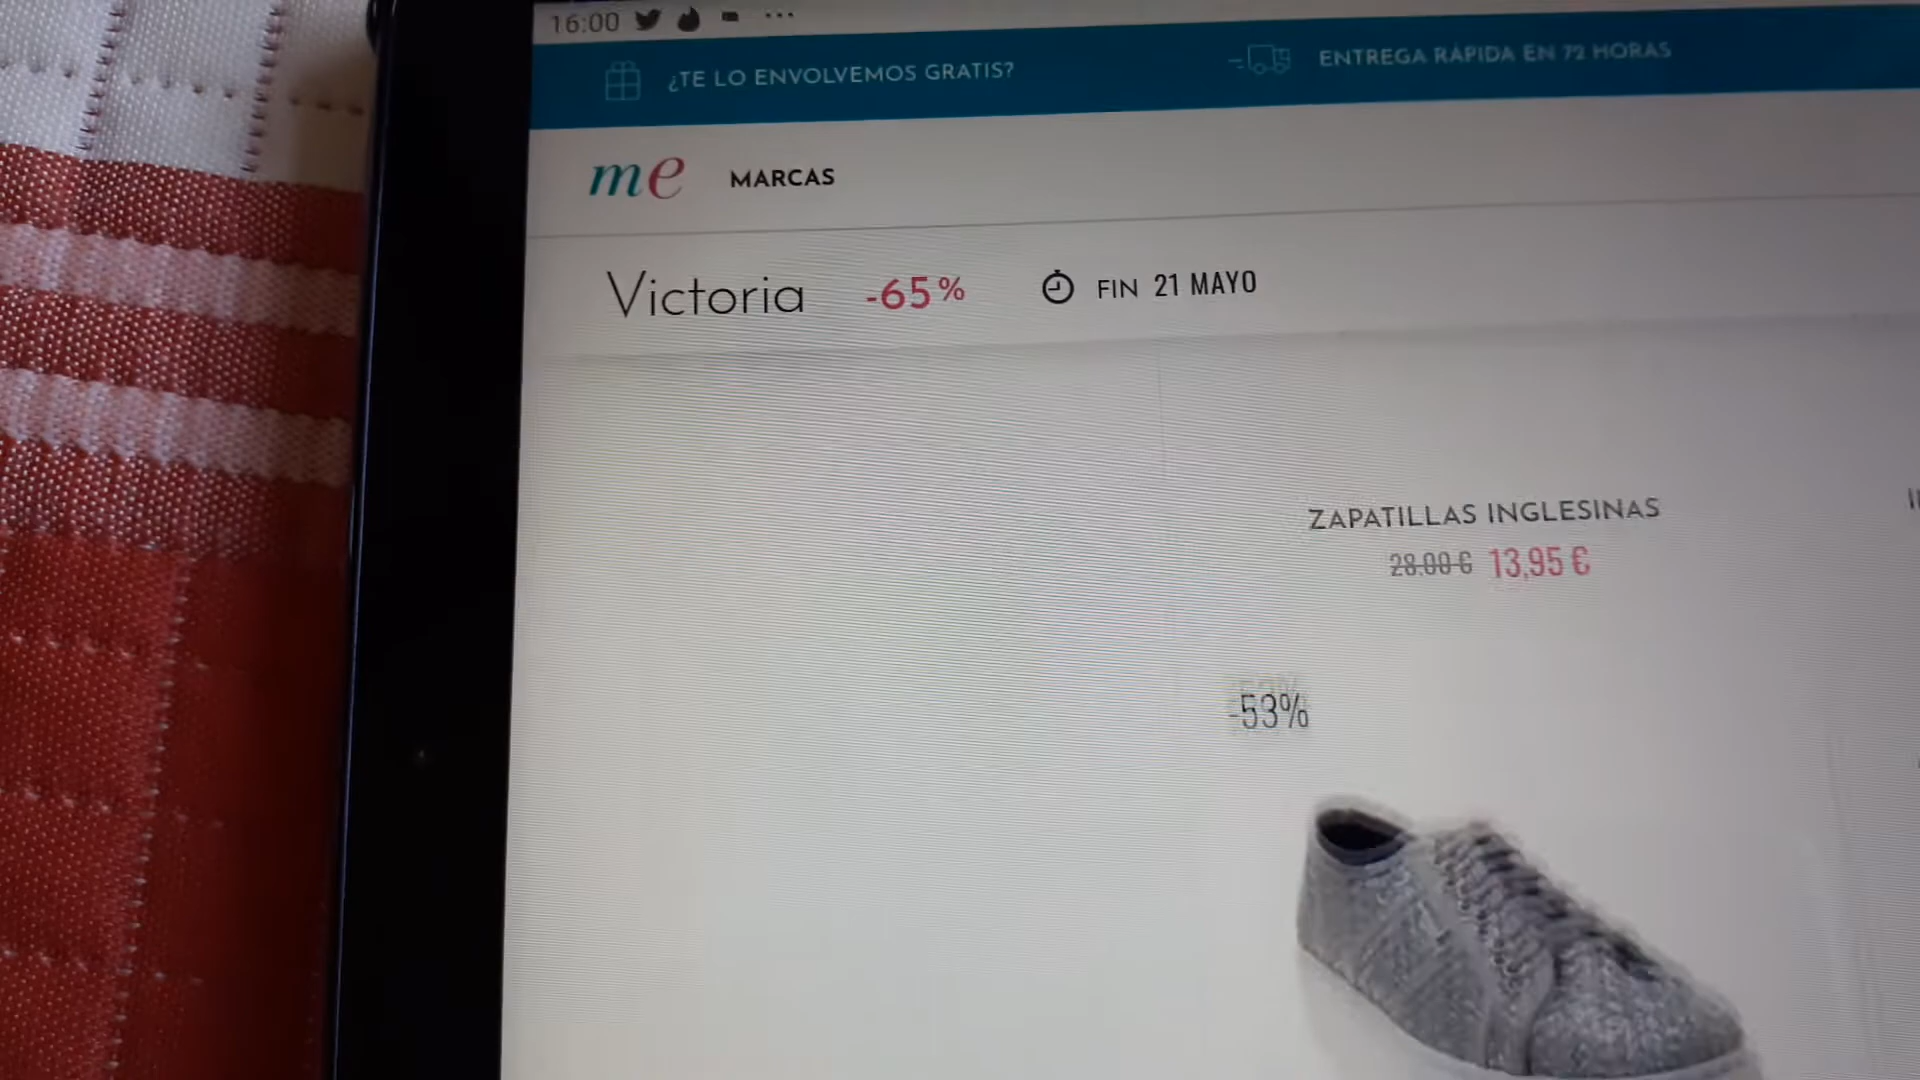 16:00
¿TE LO ENVOLVEMOS GRATIS?
ENTREGA RÁPIDA EN 72 HORAS
me MARCAS
Victoria -65% FIN 21 MAYO
ZAPATILLAS INGLESINAS
28.00 € 13,95 €
-53%